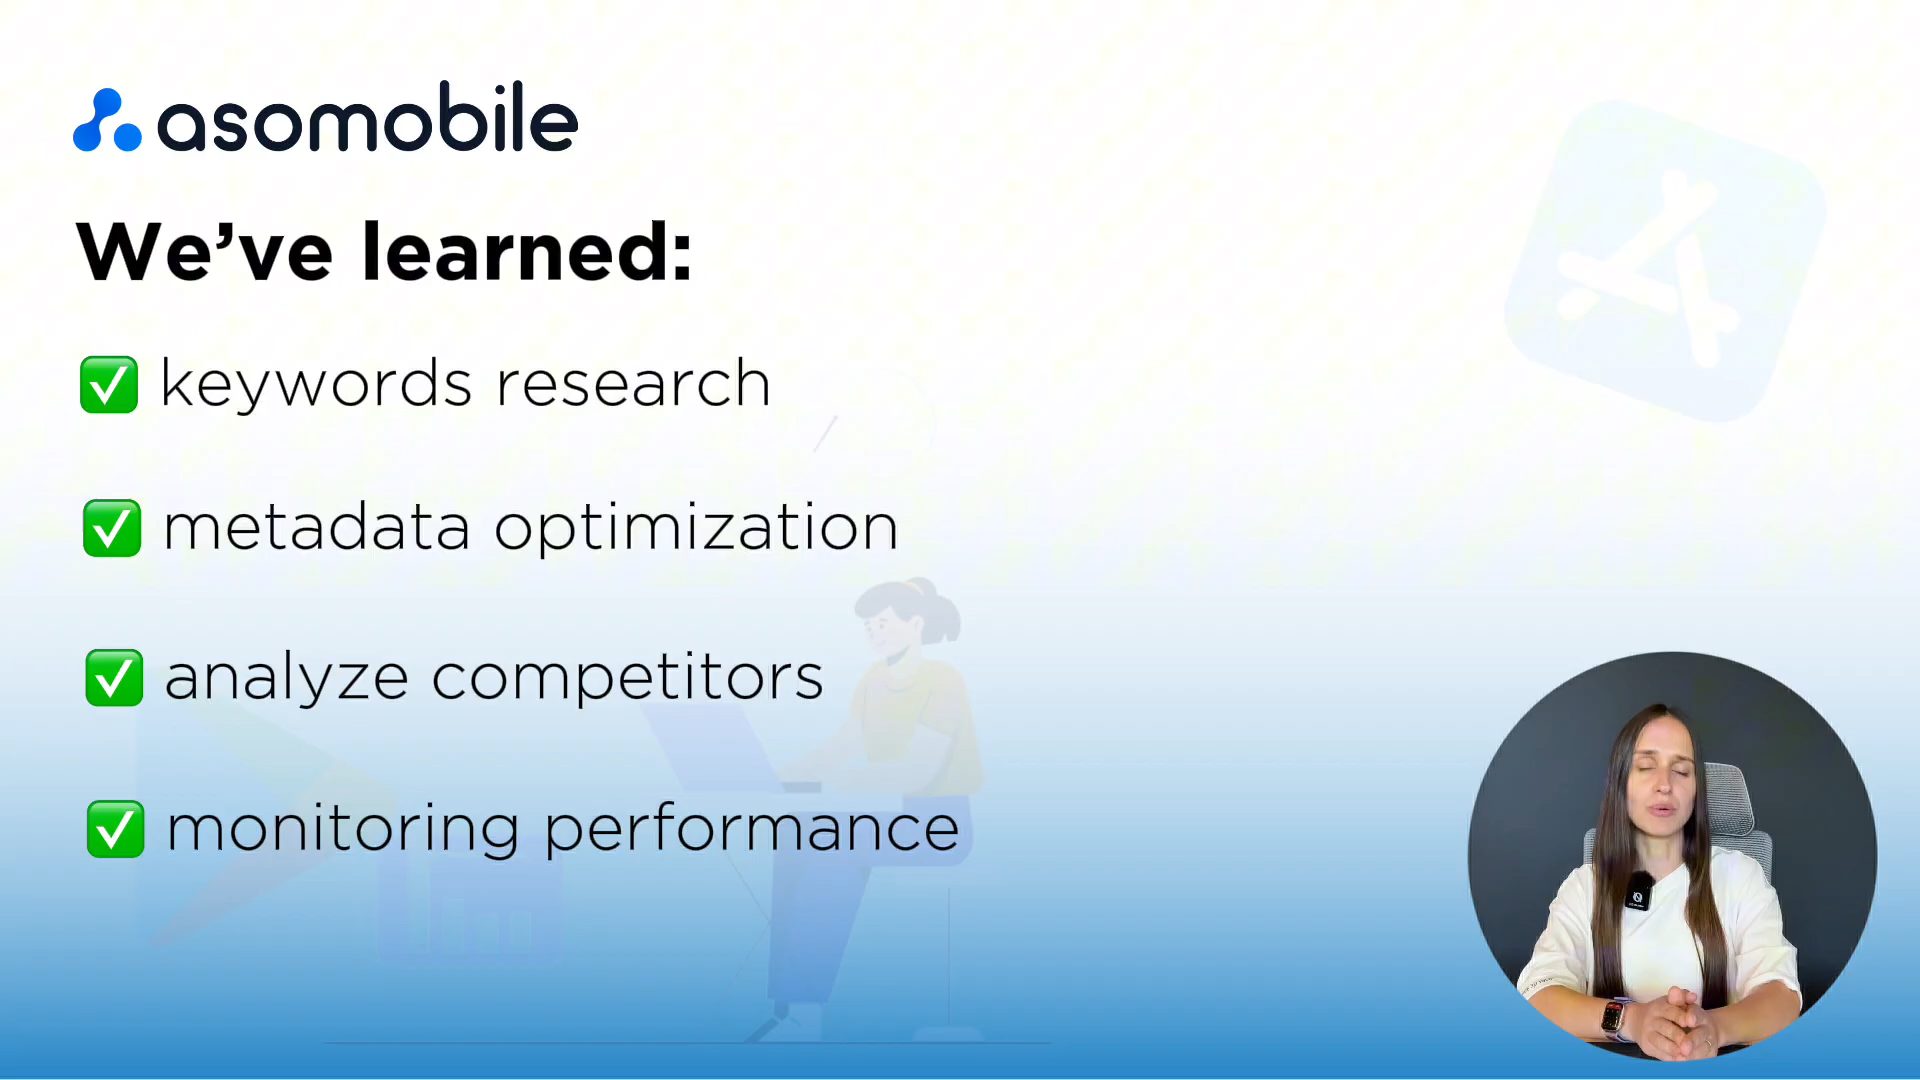 asomobile
We’ve learned:
✅ keywords research
✅ metadata optimization
✅ analyze competitors
✅ monitoring performance